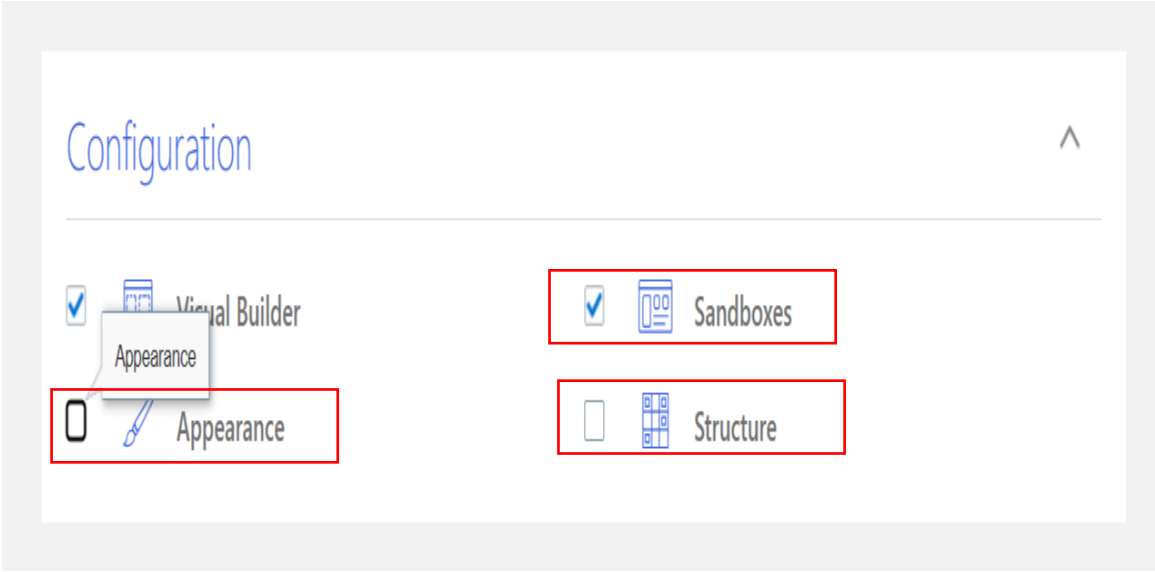 Configuration
Visual Builder
Sandboxes
Appearance
Appearance
Structure